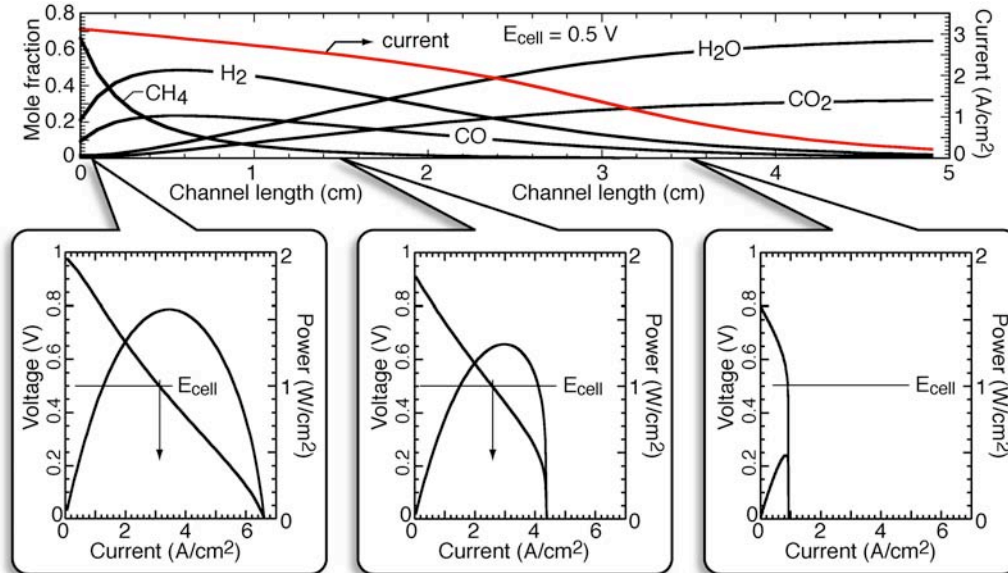 Mole fraction
0.8
0.6
0.4
0.2
0
current
E_cell = 0.5 V
H₂
CH₄
CO
H₂O
CO₂
3
2
1
0
Current (A/cm²)
0 1 2 3 4 5
Channel length (cm) Channel length (cm)
Voltage (V)
1
0.8
0.6
0.4
0.2
0
E_cell
2
1
0
Power (W/cm²)
0 2 4 6
Current (A/cm²)
Voltage (V)
1
0.8
0.6
0.4
0.2
0
E_cell
2
1
0
Power (W/cm²)
0 2 4 6
Current (A/cm²)
Voltage (V)
1
0.8
0.6
0.4
0.2
0
E_cell
2
1
0
Power (W/cm²)
0 2 4 6
Current (A/cm²)